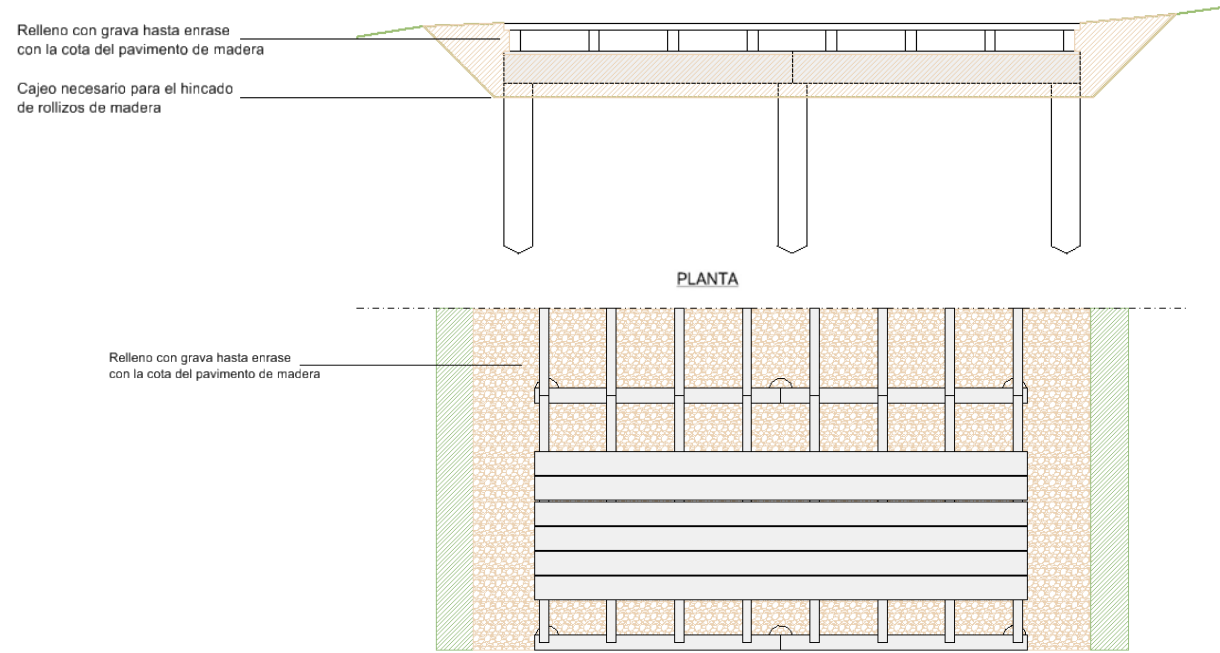 Relleno con grava hasta enrase
con la cota del pavimento de madera
Cajeo necesario para el hincado
de rollizos de madera
PLANTA
Relleno con grava hasta enrase
con la cota del pavimento de madera